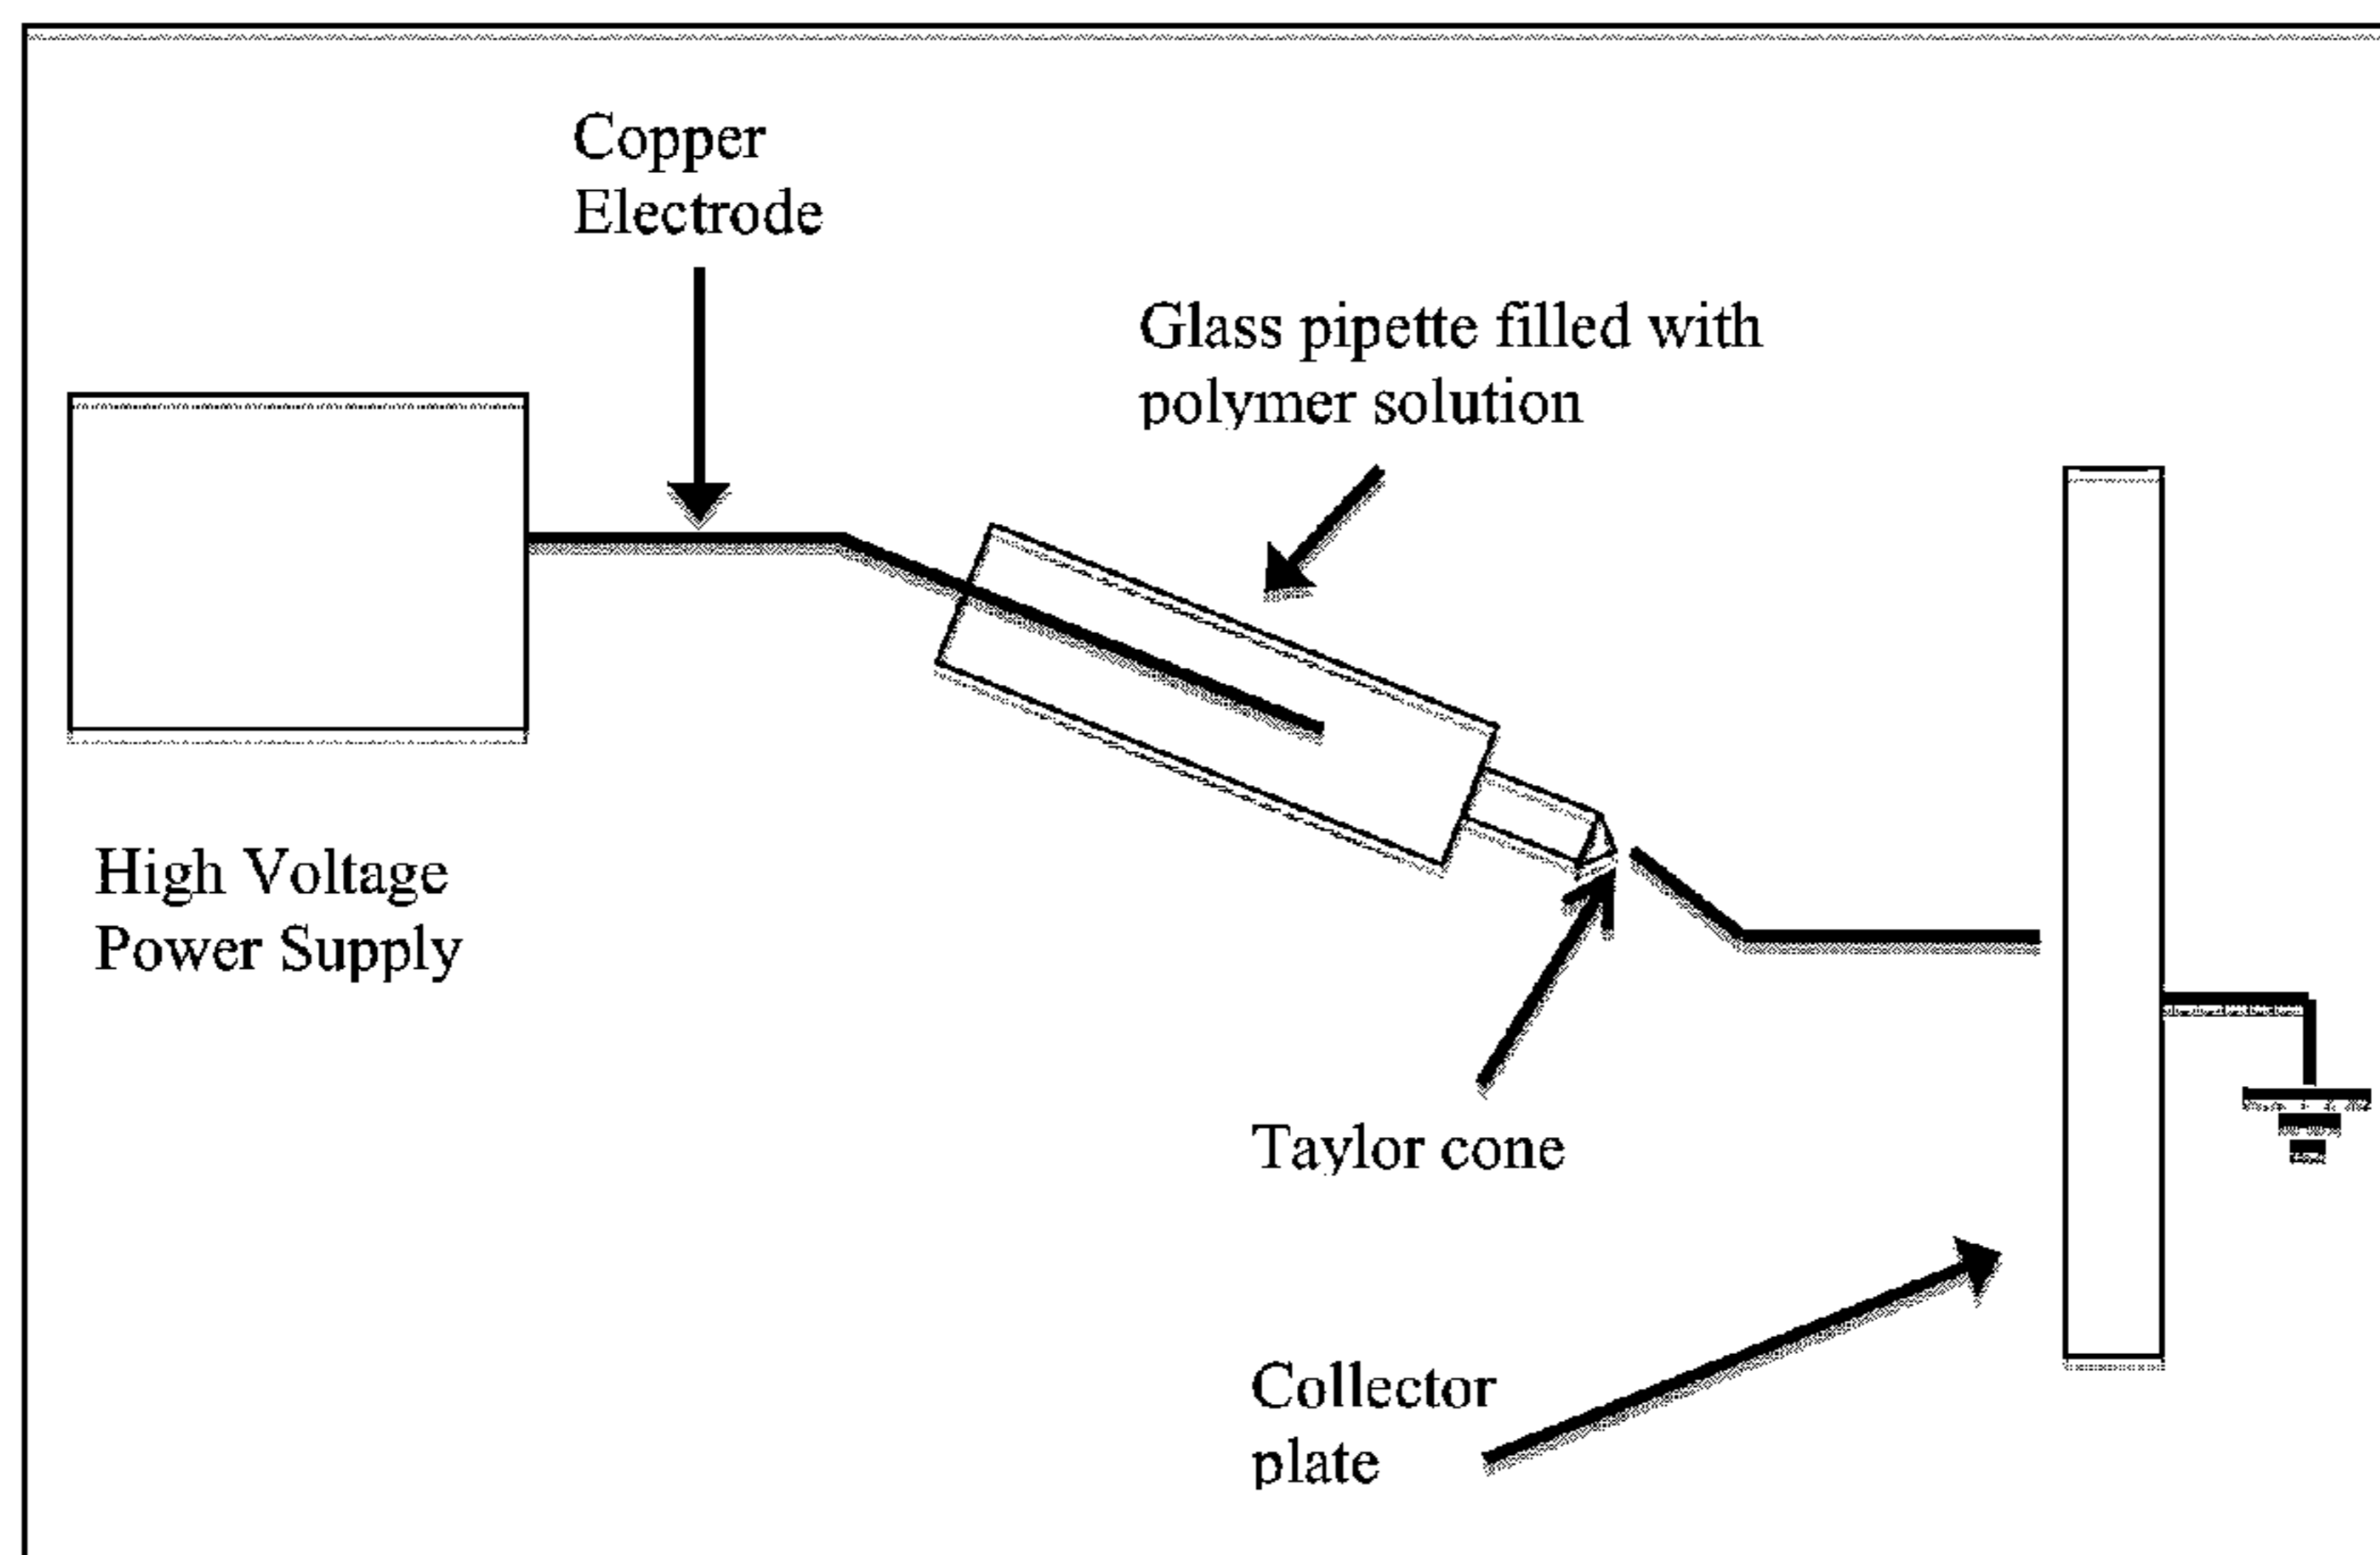 Copper
Electrode
Glass pipette filled with
polymer solution
High Voltage
Power Supply
Taylor cone
Collector
plate